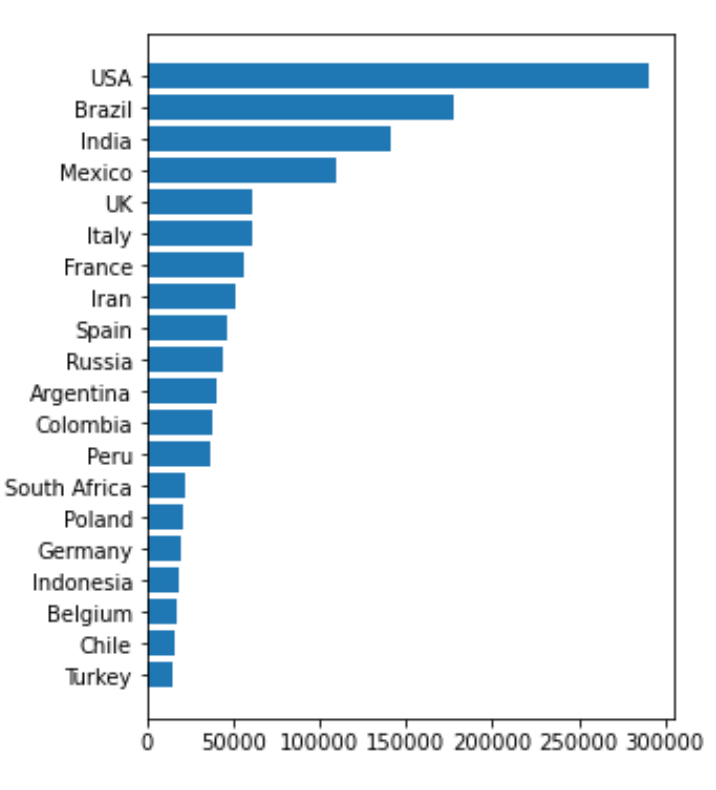 USA
Brazil
India
Mexico
UK
Italy
France
Iran
Spain
Russia
Argentina
Colombia
Peru
South Africa
Poland
Germany
Indonesia
Belgium
Chile
Turkey
0 50000 100000 150000 200000 250000 300000